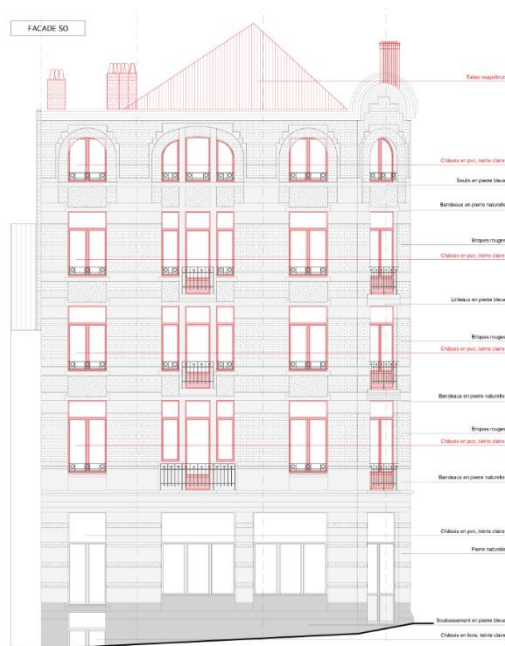 FACADE SO
Tuiles rouge/brun
Châssis en pvc, teinte claire
Seuils en pierre bleue
Bandeaux en pierre naturelle
Briques rouges
Châssis en pvc, teinte claire
Linteaux en pierre bleue
Briques rouges
Châssis en pvc, teinte claire
Bandeaux en pierre naturelle
Briques rouges
Châssis en pvc, teinte claire
Bandeaux en pierre naturelle
Châssis en pvc, teinte claire
Pierre naturelle
Soubassement en pierre bleue
Châssis en bois, teinte claire